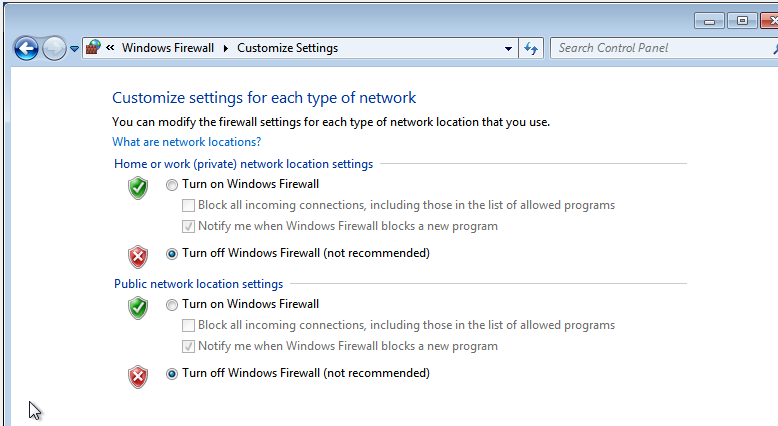 « Windows Firewall ▸ Customize Settings
Search Control Panel
Customize settings for each type of network
You can modify the firewall settings for each type of network location that you use.
What are network locations?
Home or work (private) network location settings
Turn on Windows Firewall
Block all incoming connections, including those in the list of allowed programs
Notify me when Windows Firewall blocks a new program
Turn off Windows Firewall (not recommended)
Public network location settings
Turn on Windows Firewall
Block all incoming connections, including those in the list of allowed programs
Notify me when Windows Firewall blocks a new program
Turn off Windows Firewall (not recommended)